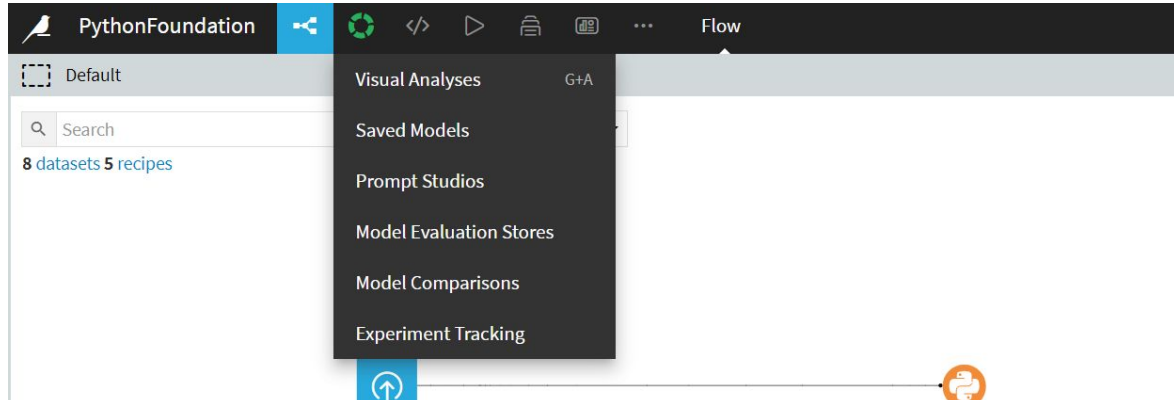 PythonFoundation
Flow
Default
Visual Analyses G+A
Search
Saved Models
8 datasets 5 recipes
Prompt Studios
Model Evaluation Stores
Model Comparisons
Experiment Tracking